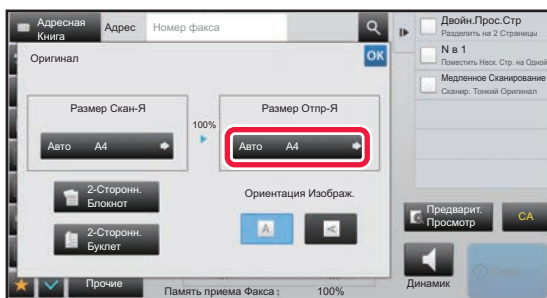 Адресная
Книга
Адрес
Номер факса
Двойн.Прос.Стр
Разделить на 2 Страницы
N в 1
Поместить Неск. Стр. на Одной
Медленное Сканирование
Сканир. Тонкий Оригинал
Оригинал
OK
Размер Скан-Я
100%
Размер Отпр-Я
Авто A4
Авто A4
2-Сторонн.
Блокнот
Ориентация Изображ.
2-Сторонн.
Буклет
A
A
Предварит.
Просмотр
CA
Прочие
Память приема Факса :
100%
Динамик
Старт